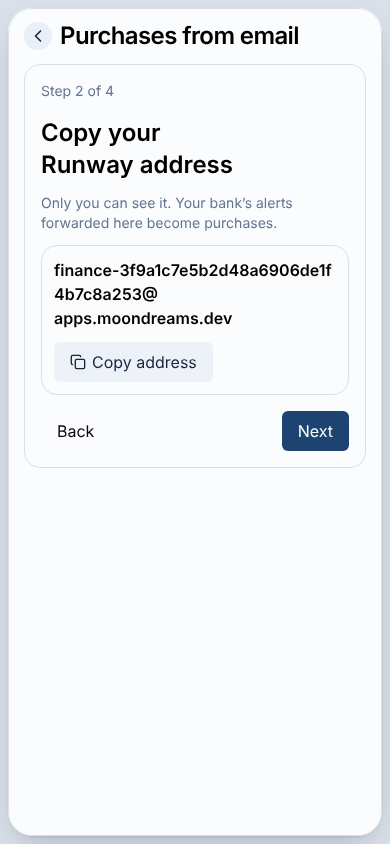 Purchases from email
Step 2 of 4
Copy your
Runway address
Only you can see it. Your bank’s alerts
forwarded here become purchases.
finance-3f9a1c7e5b2d48a6906de1f
4b7c8a253@
apps.moondreams.dev
Copy address
Back
Next